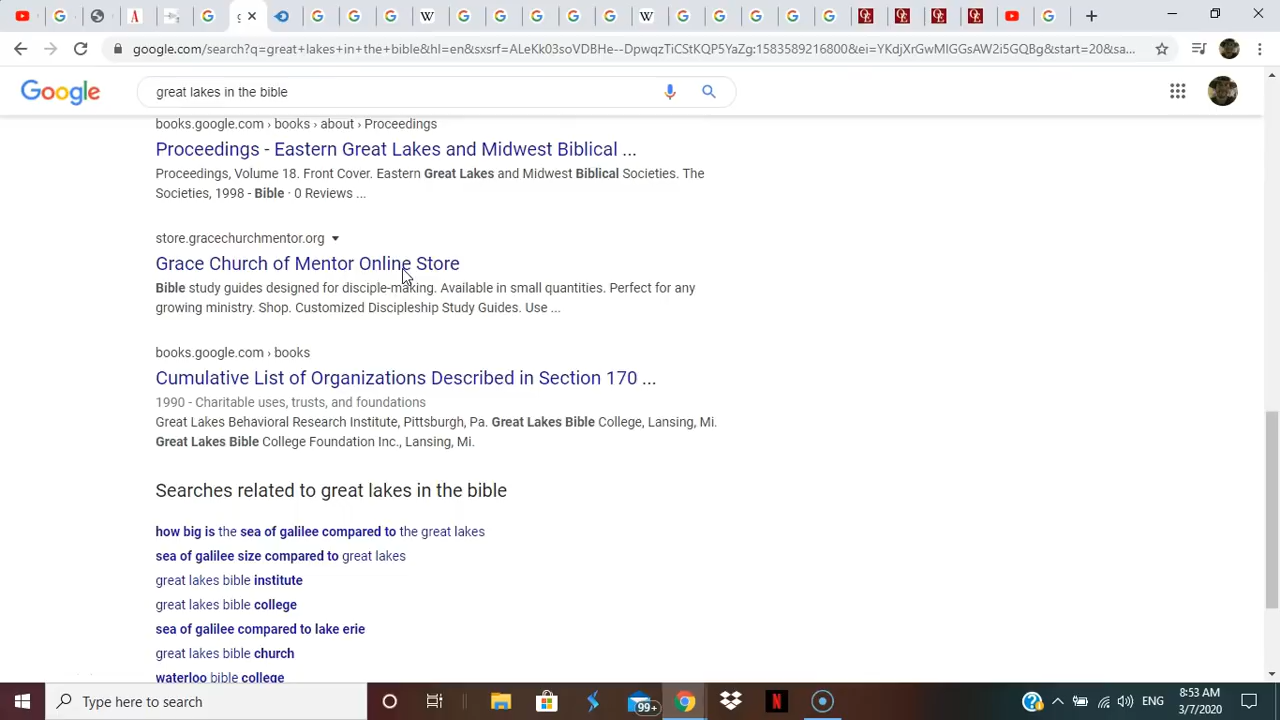 google.com/search?q=great+lakes+in+the+bible&hl=en&sxsrf=ALeKk03soVDBHe--DpwqzTiCStKQP5YaZg:1583589216800&ei=YKdjXrGwMIGGsAW2i5GQBg&start=20&sa...
Google
great lakes in the bible
books.google.com › books › about › Proceedings
Proceedings - Eastern Great Lakes and Midwest Biblical ...
Proceedings, Volume 18. Front Cover. Eastern Great Lakes and Midwest Biblical Societies. The
Societies, 1998 - Bible · 0 Reviews ...
store.gracechurchmentor.org
Grace Church of Mentor Online Store
Bible study guides designed for disciple-making. Available in small quantities. Perfect for any
growing ministry. Shop. Customized Discipleship Study Guides. Use ...
books.google.com › books
Cumulative List of Organizations Described in Section 170 ...
1990 - Charitable uses, trusts, and foundations
Great Lakes Behavioral Research Institute, Pittsburgh, Pa. Great Lakes Bible College, Lansing, Mi.
Great Lakes Bible College Foundation Inc., Lansing, Mi.
Searches related to great lakes in the bible
how big is the sea of galilee compared to the great lakes
sea of galilee size compared to great lakes
great lakes bible institute
great lakes bible college
sea of galilee compared to lake erie
great lakes bible church
waterloo bible college
Type here to search
99+
ENG
8:53 AM
3/7/2020